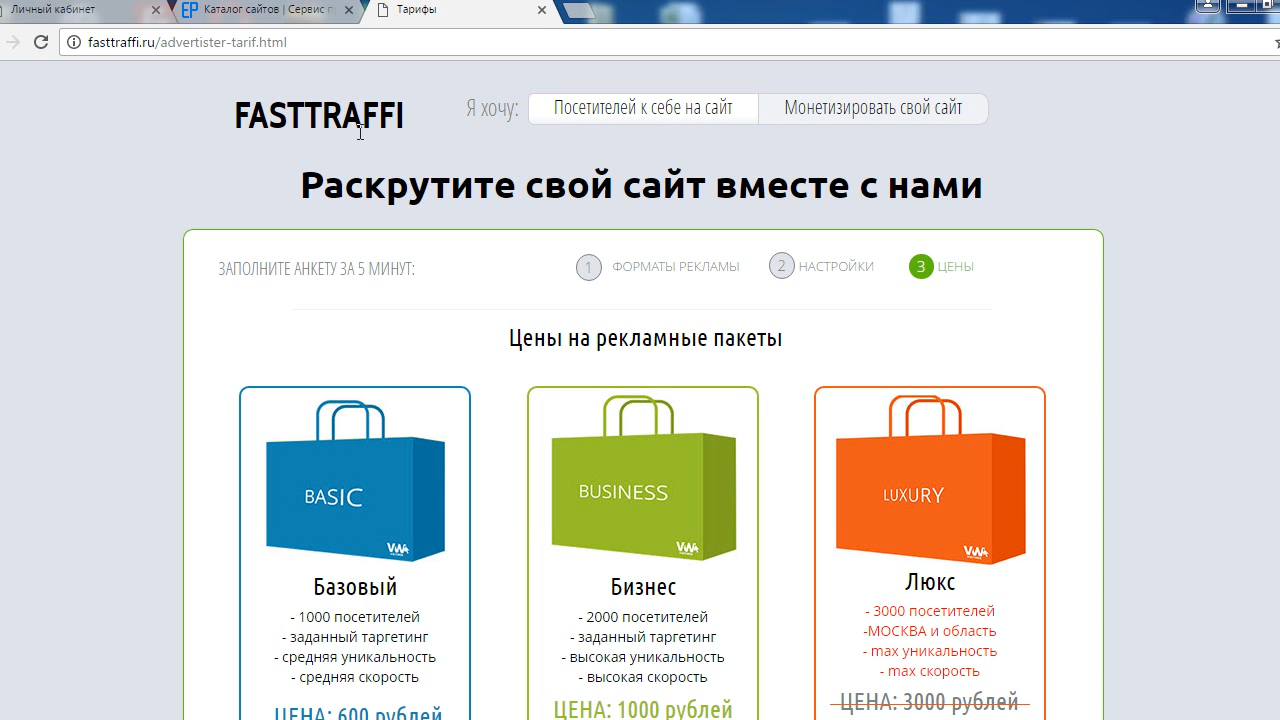 Личный кабинет
Каталог сайтов | Сервис п
Тарифы
fasttraffi.ru/advertister-tarif.html
FASTTRAFFI
Я хочу:
Посетителей к себе на сайт
Монетизировать свой сайт
Раскрутите свой сайт вместе с нами
ЗАПОЛНИТЕ АНКЕТУ ЗА 5 МИНУТ:
1 ФОРМАТЫ РЕКЛАМЫ
2 НАСТРОЙКИ
3 ЦЕНЫ
Цены на рекламные пакеты
BASIC
Базовый
- 1000 посетителей
- заданный таргетинг
- средняя уникальность
- средняя скорость
ЦЕНА: 600 рублей
BUSINESS
Бизнес
- 2000 посетителей
- заданный таргетинг
- высокая уникальность
- высокая скорость
ЦЕНА: 1000 рублей
LUXURY
Люкс
- 3000 посетителей
-МОСКВА и область
- max уникальность
- max скорость
ЦЕНА: 3000 рублей